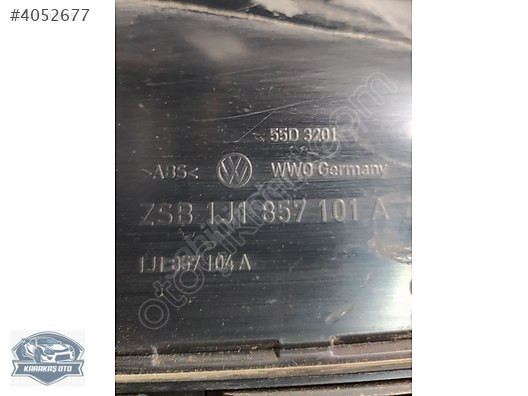 #4052677
55D 3201
>ABS< WWO Germany
ZSB 1J1 857 101 A
1J1 857 104 A
KARAKAŞ OTO